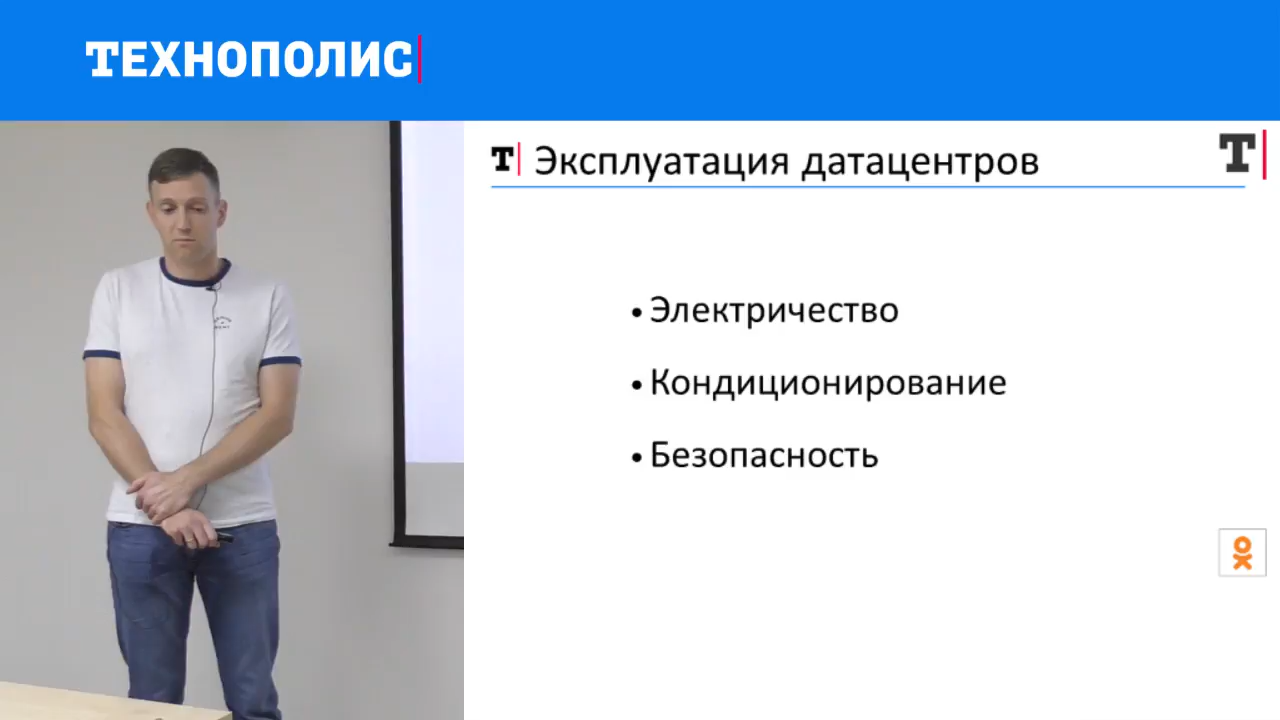 ТЕХНОПОЛИС
Т Эксплуатация датацентров
Т
• Электричество
• Кондиционирование
• Безопасность